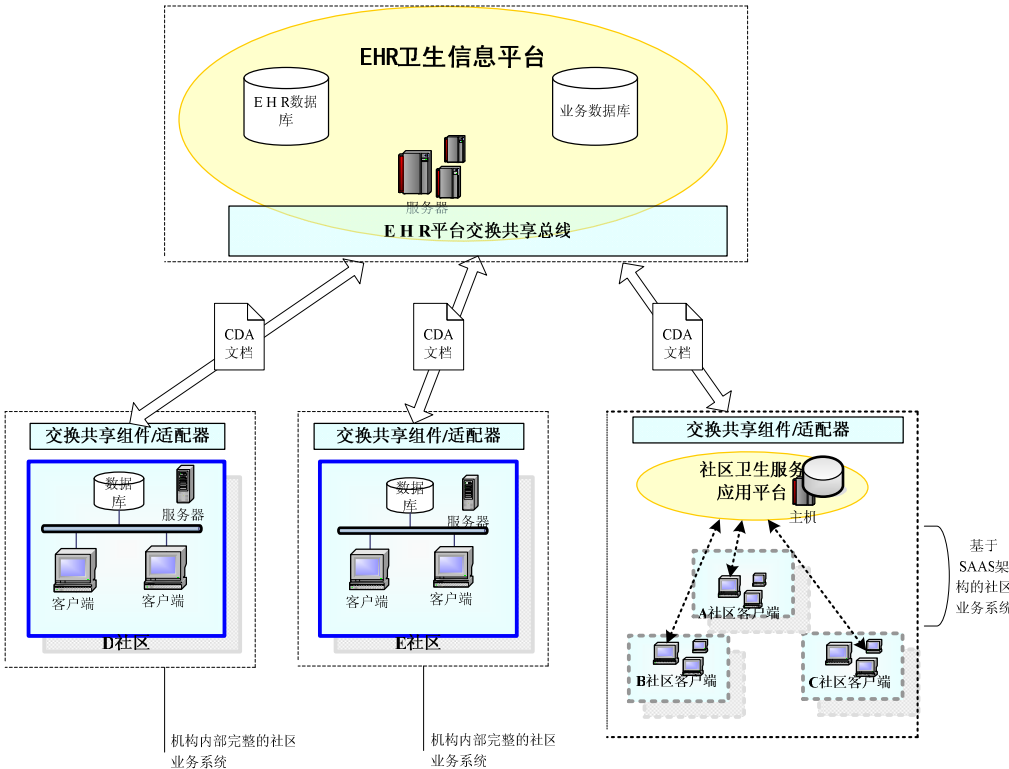 EHR卫生信息平台
E H R数据
库
业务数据库
服务器
E H R平台交换共享总线
CDA
文档
CDA
文档
CDA
文档
交换共享组件/适配器
数据
库
服务器
客户端
客户端
D社区
交换共享组件/适配器
数据
库
服务器
客户端
客户端
E社区
交换共享组件/适配器
社区卫生服务
应用平台
主机
A社区客户端
B社区客户端
C社区客户端
基于
SAAS架
构的社区
业务系统
机构内部完整的社区
业务系统
机构内部完整的社区
业务系统